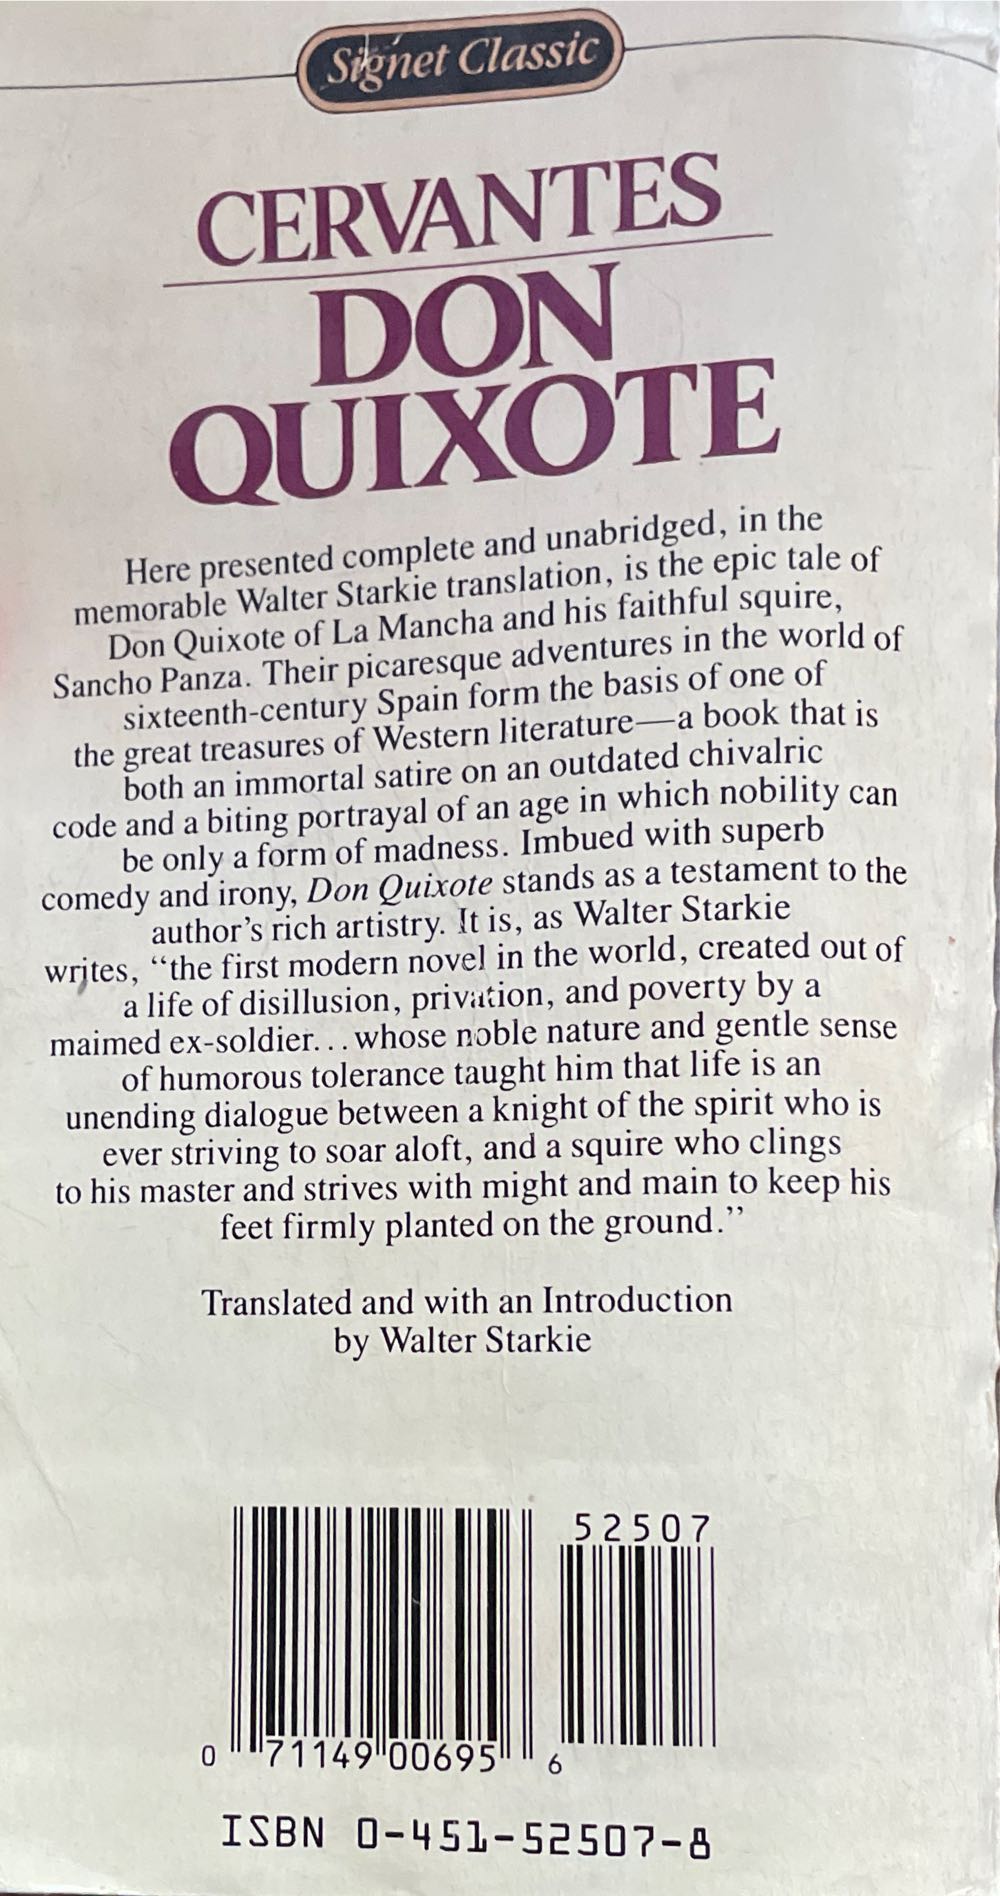 Signet Classic
CERVANTES
DON
QUIXOTE
Here presented complete and unabridged, in the
memorable Walter Starkie translation, is the epic tale of
Don Quixote of La Mancha and his faithful squire,
Sancho Panza. Their picaresque adventures in the world of
sixteenth-century Spain form the basis of one of
the great treasures of Western literature—a book that is
both an immortal satire on an outdated chivalric
code and a biting portrayal of an age in which nobility can
be only a form of madness. Imbued with superb
comedy and irony, Don Quixote stands as a testament to the
author's rich artistry. It is, as Walter Starkie
writes, “the first modern novel in the world, created out of
a life of disillusion, privation, and poverty by a
maimed ex-soldier...whose noble nature and gentle sense
of humorous tolerance taught him that life is an
unending dialogue between a knight of the spirit who is
ever striving to soar aloft, and a squire who clings
to his master and strives with might and main to keep his
feet firmly planted on the ground.”
Translated and with an Introduction
by Walter Starkie
52507
0 71149 00695 6
ISBN 0-451-52507-8